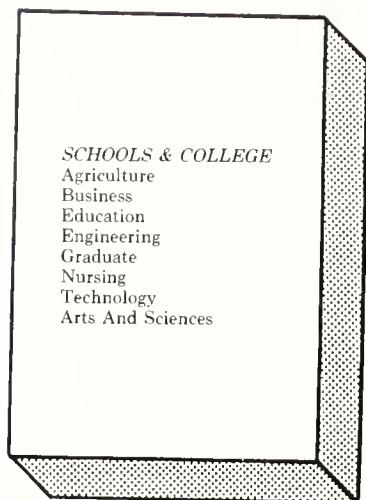 SCHOOLS & COLLEGE
Agriculture
Business
Education
Engineering
Graduate
Nursing
Technology
Arts And Sciences